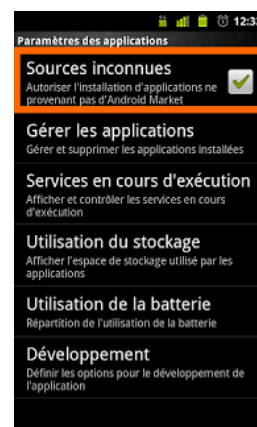 12:33
Paramètres des applications
Sources inconnues
Autoriser l'installation d'applications ne
provenant pas d'Android Market
Gérer les applications
Gérer et supprimer les applications installées
Services en cours d'exécution
Afficher et contrôler les services en cours
d'exécution
Utilisation du stockage
Afficher l'espace de stockage utilisé par les
applications
Utilisation de la batterie
Répartition de l'utilisation de la batterie
Développement
Définir les options pour le développement de
l'application